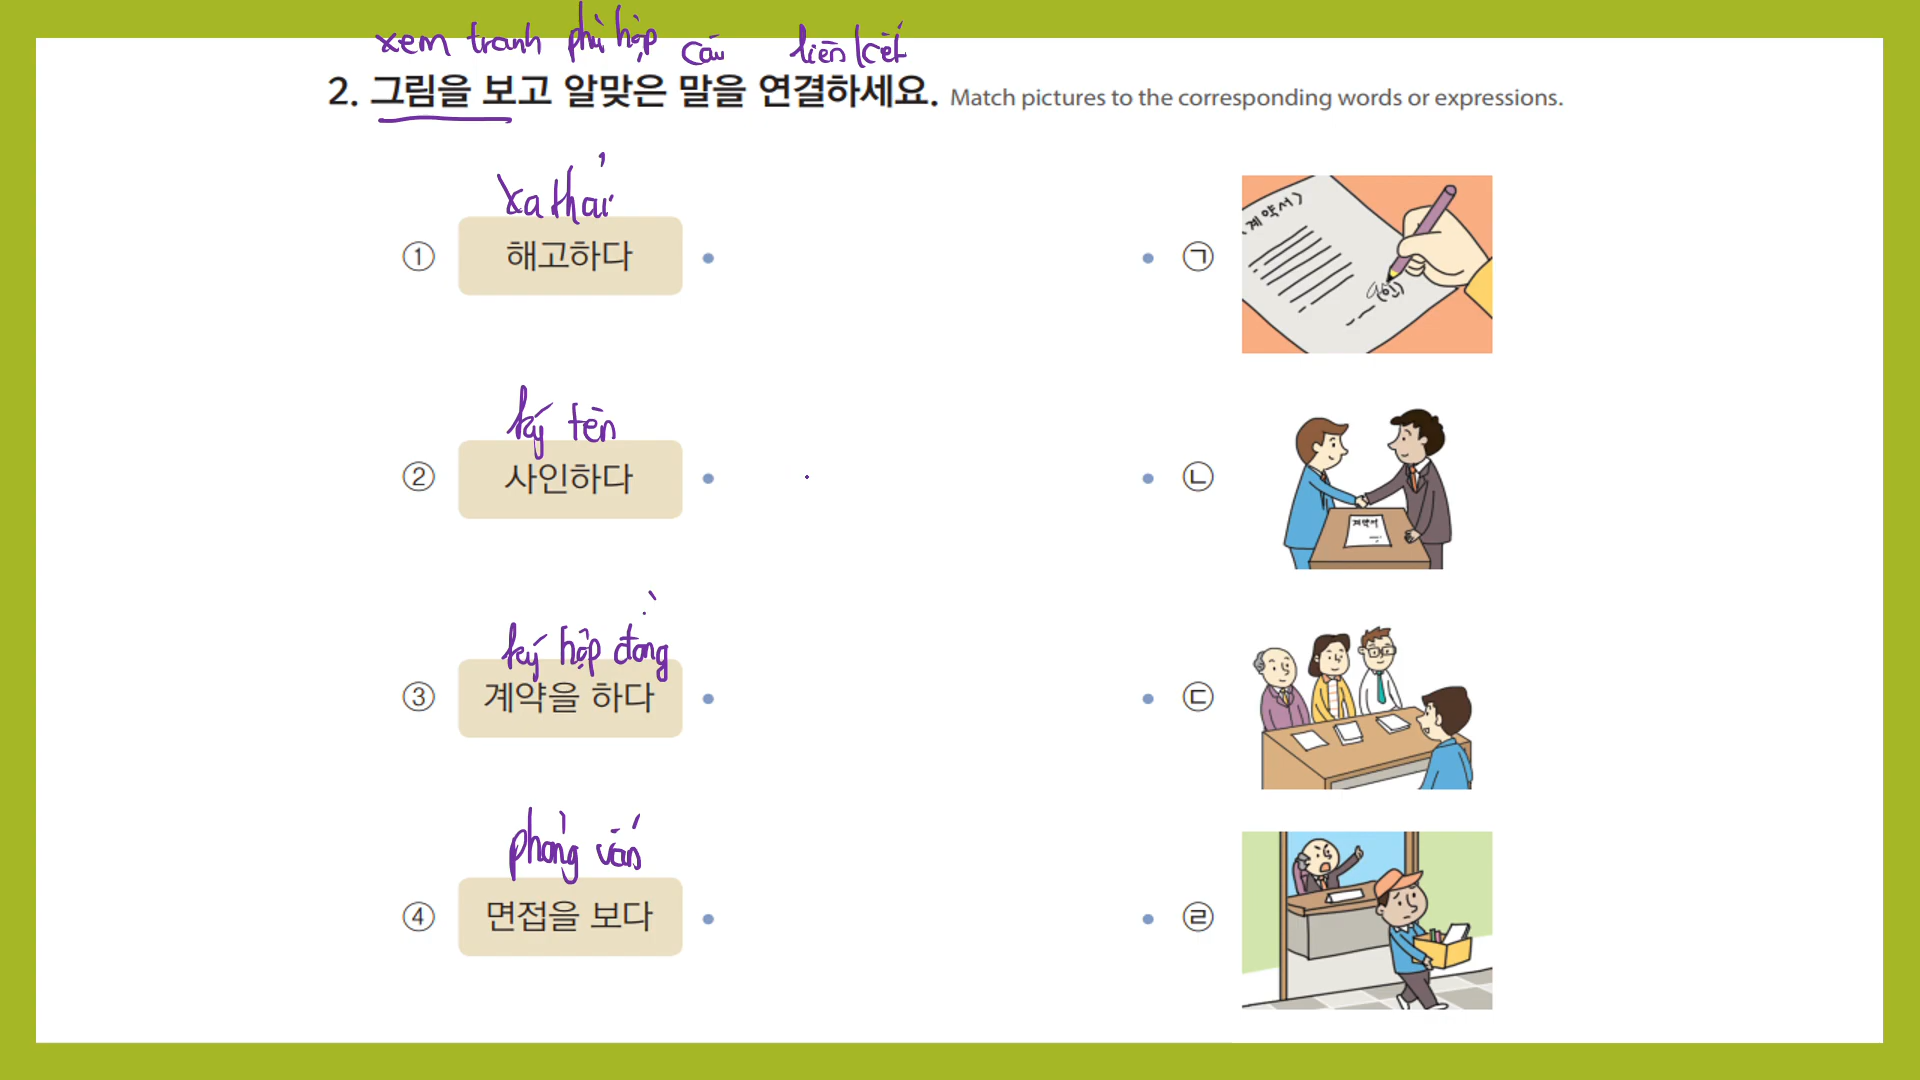 xem tranh phù hợp câu liên kết
2. 그림을 보고 알맞은 말을 연결하세요. Match pictures to the corresponding words or expressions.
xa thải
① 해고하다
㉠
(계약서)
(인)
ký tên
② 사인하다
㉡
계약서
ký hợp đồng
③ 계약을 하다
㉢
phỏng vấn
④ 면접을 보다
㉣